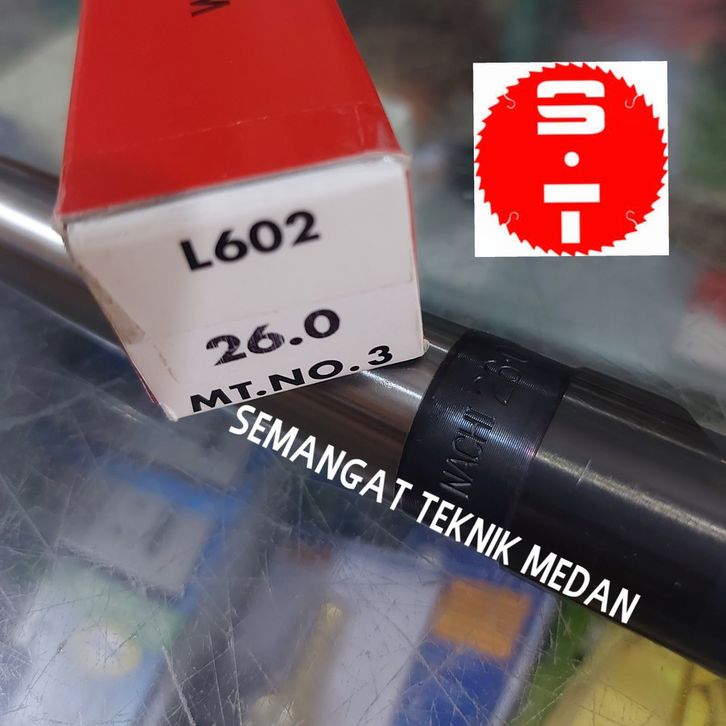 S.T
L602
26.0
MT.NO.3
NACHI
SEMANGAT TEKNIK MEDAN